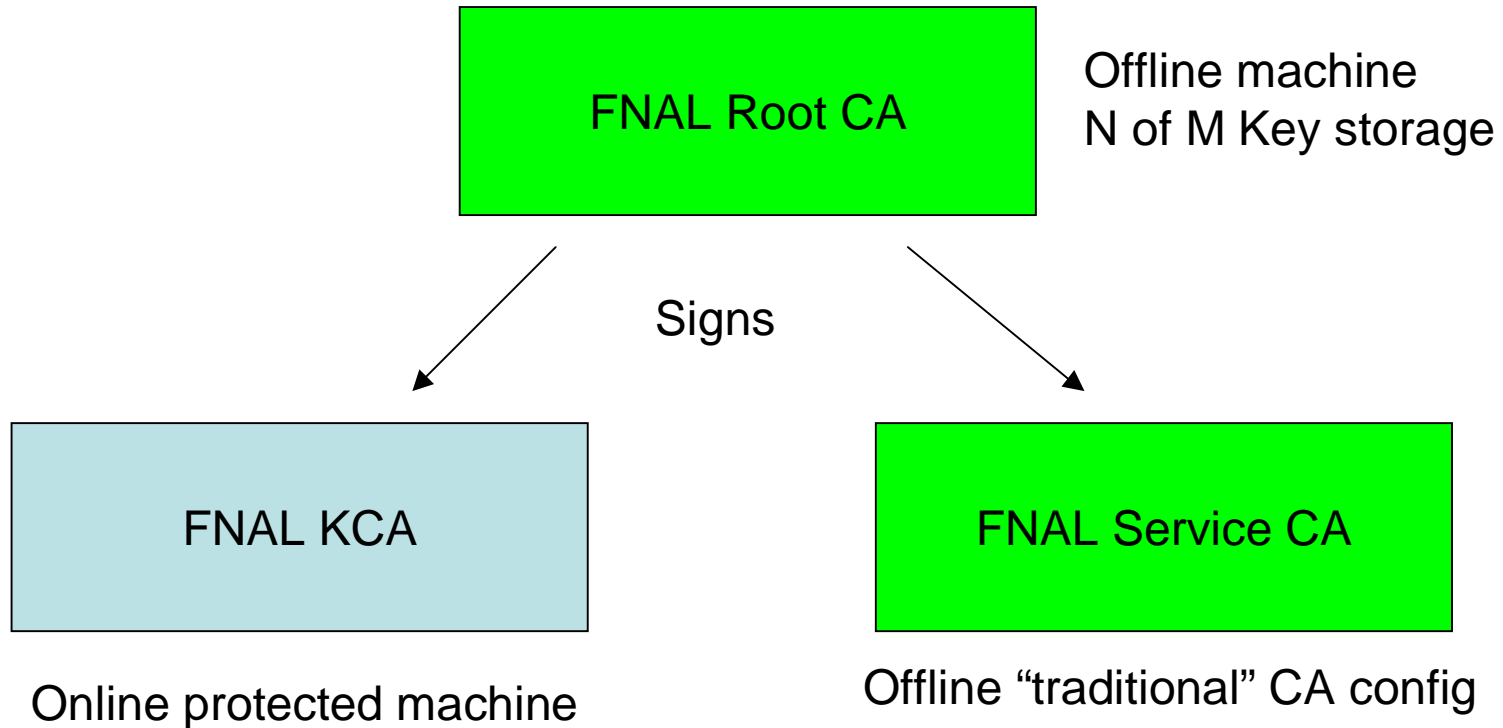 FNAL Root CA
Offline machine
N of M Key storage
Signs
FNAL KCA
FNAL Service CA
Online protected machine
Offline “traditional” CA config